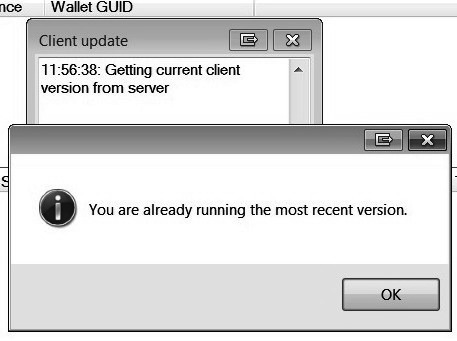 nce Wallet GUID
Client update
11:56:38: Getting current client
version from server
You are already running the most recent version.
OK